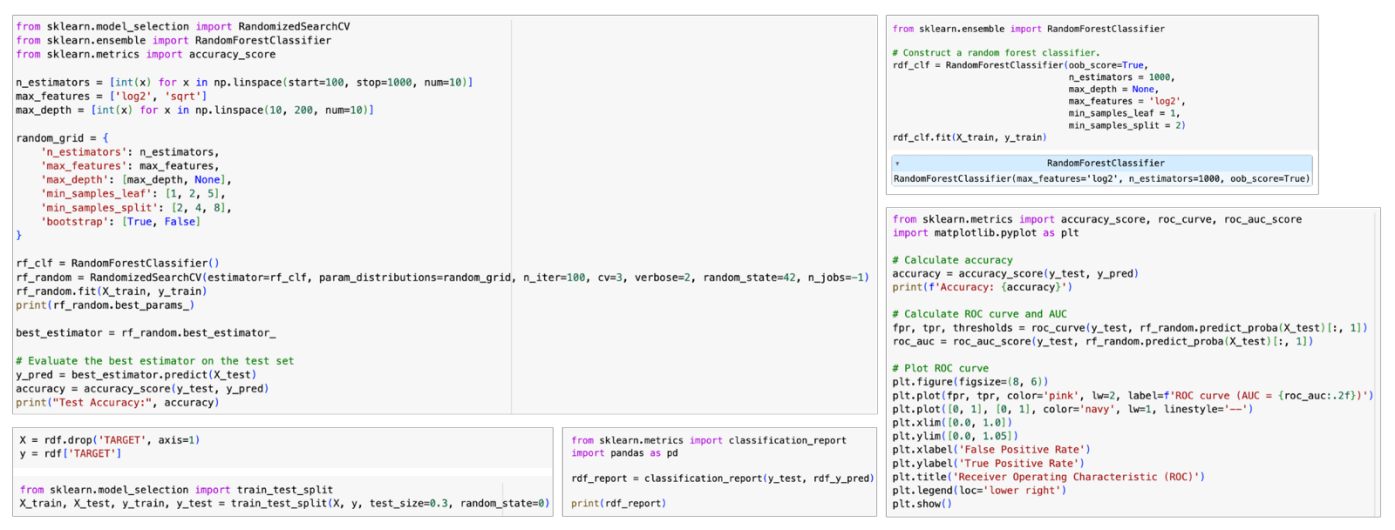 from sklearn.model_selection import RandomizedSearchCV
from sklearn.ensemble import RandomForestClassifier
from sklearn.metrics import accuracy_score

n_estimators = [int(x) for x in np.linspace(start=100, stop=1000, num=10)]
max_features = ['log2', 'sqrt']
max_depth = [int(x) for x in np.linspace(10, 200, num=10)]

random_grid = {
    'n_estimators': n_estimators,
    'max_features': max_features,
    'max_depth': [max_depth, None],
    'min_samples_leaf': [1, 2, 5],
    'min_samples_split': [2, 4, 8],
    'bootstrap': [True, False]
}

rf_clf = RandomForestClassifier()
rf_random = RandomizedSearchCV(estimator=rf_clf, param_distributions=random_grid, n_iter=100, cv=3, verbose=2, random_state=42, n_jobs=-1)
rf_random.fit(X_train, y_train)
print(rf_random.best_params_)

best_estimator = rf_random.best_estimator_

# Evaluate the best estimator on the test set
y_pred = best_estimator.predict(X_test)
accuracy = accuracy_score(y_test, y_pred)
print("Test Accuracy:", accuracy)

X = rdf.drop('TARGET', axis=1)
y = rdf['TARGET']

from sklearn.model_selection import train_test_split
X_train, X_test, y_train, y_test = train_test_split(X, y, test_size=0.3, random_state=0)

from sklearn.metrics import classification_report
import pandas as pd

rdf_report = classification_report(y_test, rdf_y_pred)

print(rdf_report)

from sklearn.ensemble import RandomForestClassifier

# Construct a random forest classifier.
rdf_clf = RandomForestClassifier(oob_score=True,
                                 n_estimators = 1000,
                                 max_depth = None,
                                 max_features = 'log2',
                                 min_samples_leaf = 1,
                                 min_samples_split = 2)
rdf_clf.fit(X_train, y_train)

RandomForestClassifier
RandomForestClassifier(max_features='log2', n_estimators=1000, oob_score=True)

from sklearn.metrics import accuracy_score, roc_curve, roc_auc_score
import matplotlib.pyplot as plt

# Calculate accuracy
accuracy = accuracy_score(y_test, y_pred)
print(f'Accuracy: {accuracy}')

# Calculate ROC curve and AUC
fpr, tpr, thresholds = roc_curve(y_test, rf_random.predict_proba(X_test)[:, 1])
roc_auc = roc_auc_score(y_test, rf_random.predict_proba(X_test)[:, 1])

# Plot ROC curve
plt.figure(figsize=(8, 6))
plt.plot(fpr, tpr, color='pink', lw=2, label=f'ROC curve (AUC = {roc_auc:.2f})')
plt.plot([0, 1], [0, 1], color='navy', lw=1, linestyle='--')
plt.xlim([0.0, 1.0])
plt.ylim([0.0, 1.05])
plt.xlabel('False Positive Rate')
plt.ylabel('True Positive Rate')
plt.title('Receiver Operating Characteristic (ROC)')
plt.legend(loc='lower right')
plt.show()